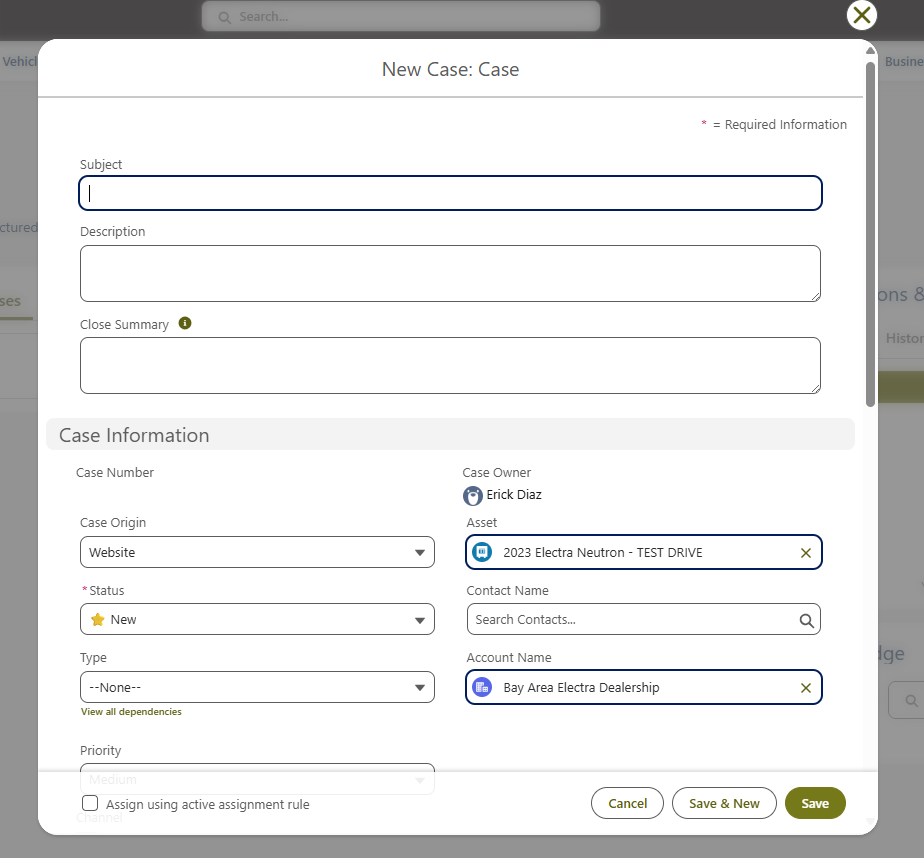 Search...
Vehicl
Busine
New Case: Case
* = Required Information
Subject
Description
ctured
ses
ons &
Close Summary
Histor
Case Information
Case Number
Case Owner
Erick Diaz
Case Origin
Asset
Website
2023 Electra Neutron - TEST DRIVE
*Status
Contact Name
New
Search Contacts...
Type
Account Name
dge
--None--
Bay Area Electra Dealership
View all dependencies
Priority
Medium
Assign using active assignment rule
Cancel
Save & New
Save
Channel